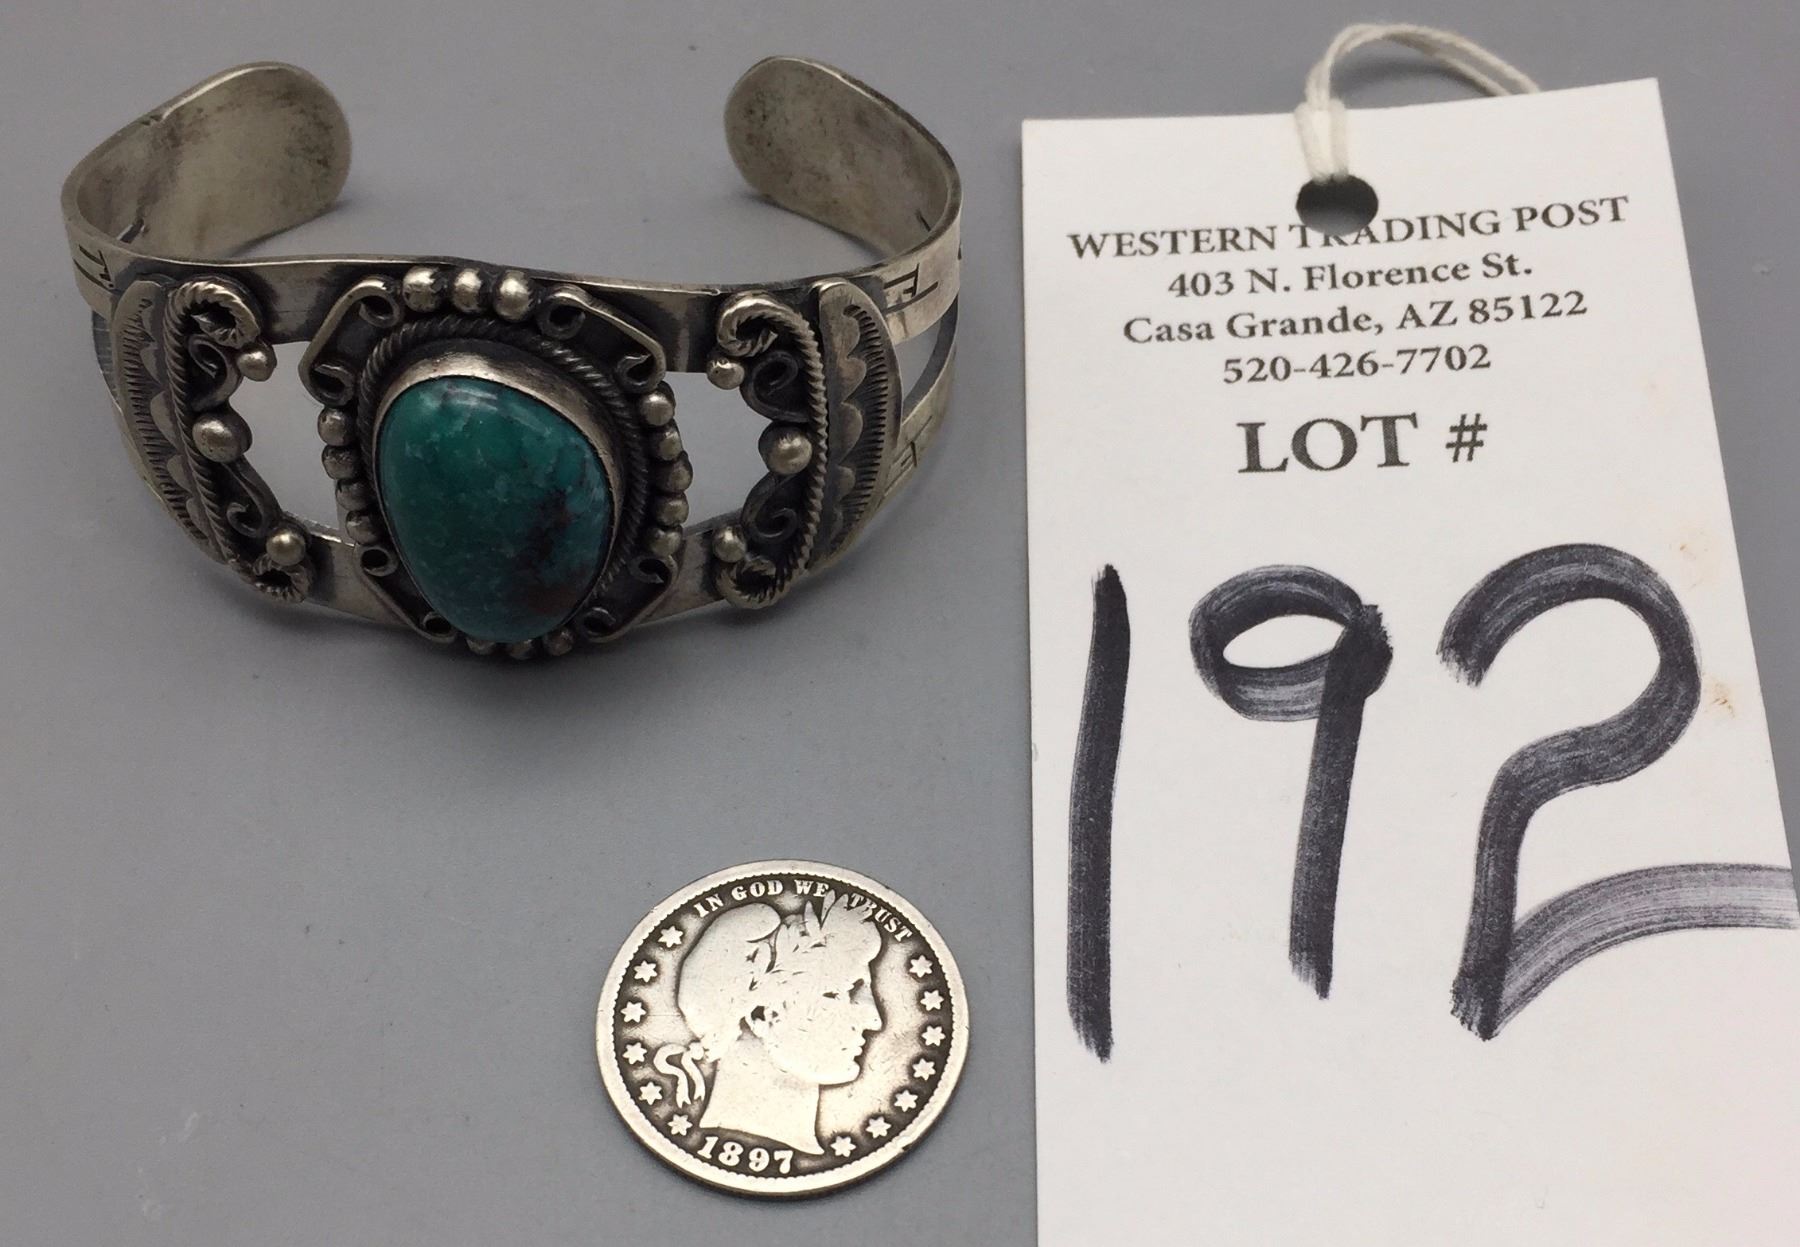 WESTERN TRADING POST
403 N. Florence St.
Casa Grande, AZ 85122
520-426-7702
LOT #
192
IN GOD WE TRUST
1897